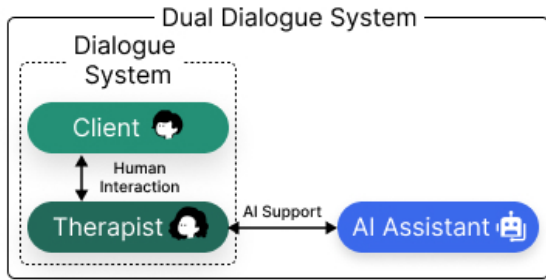 Dual Dialogue System
Dialogue
System
Client
Human
Interaction
Therapist
AI Support
AI Assistant